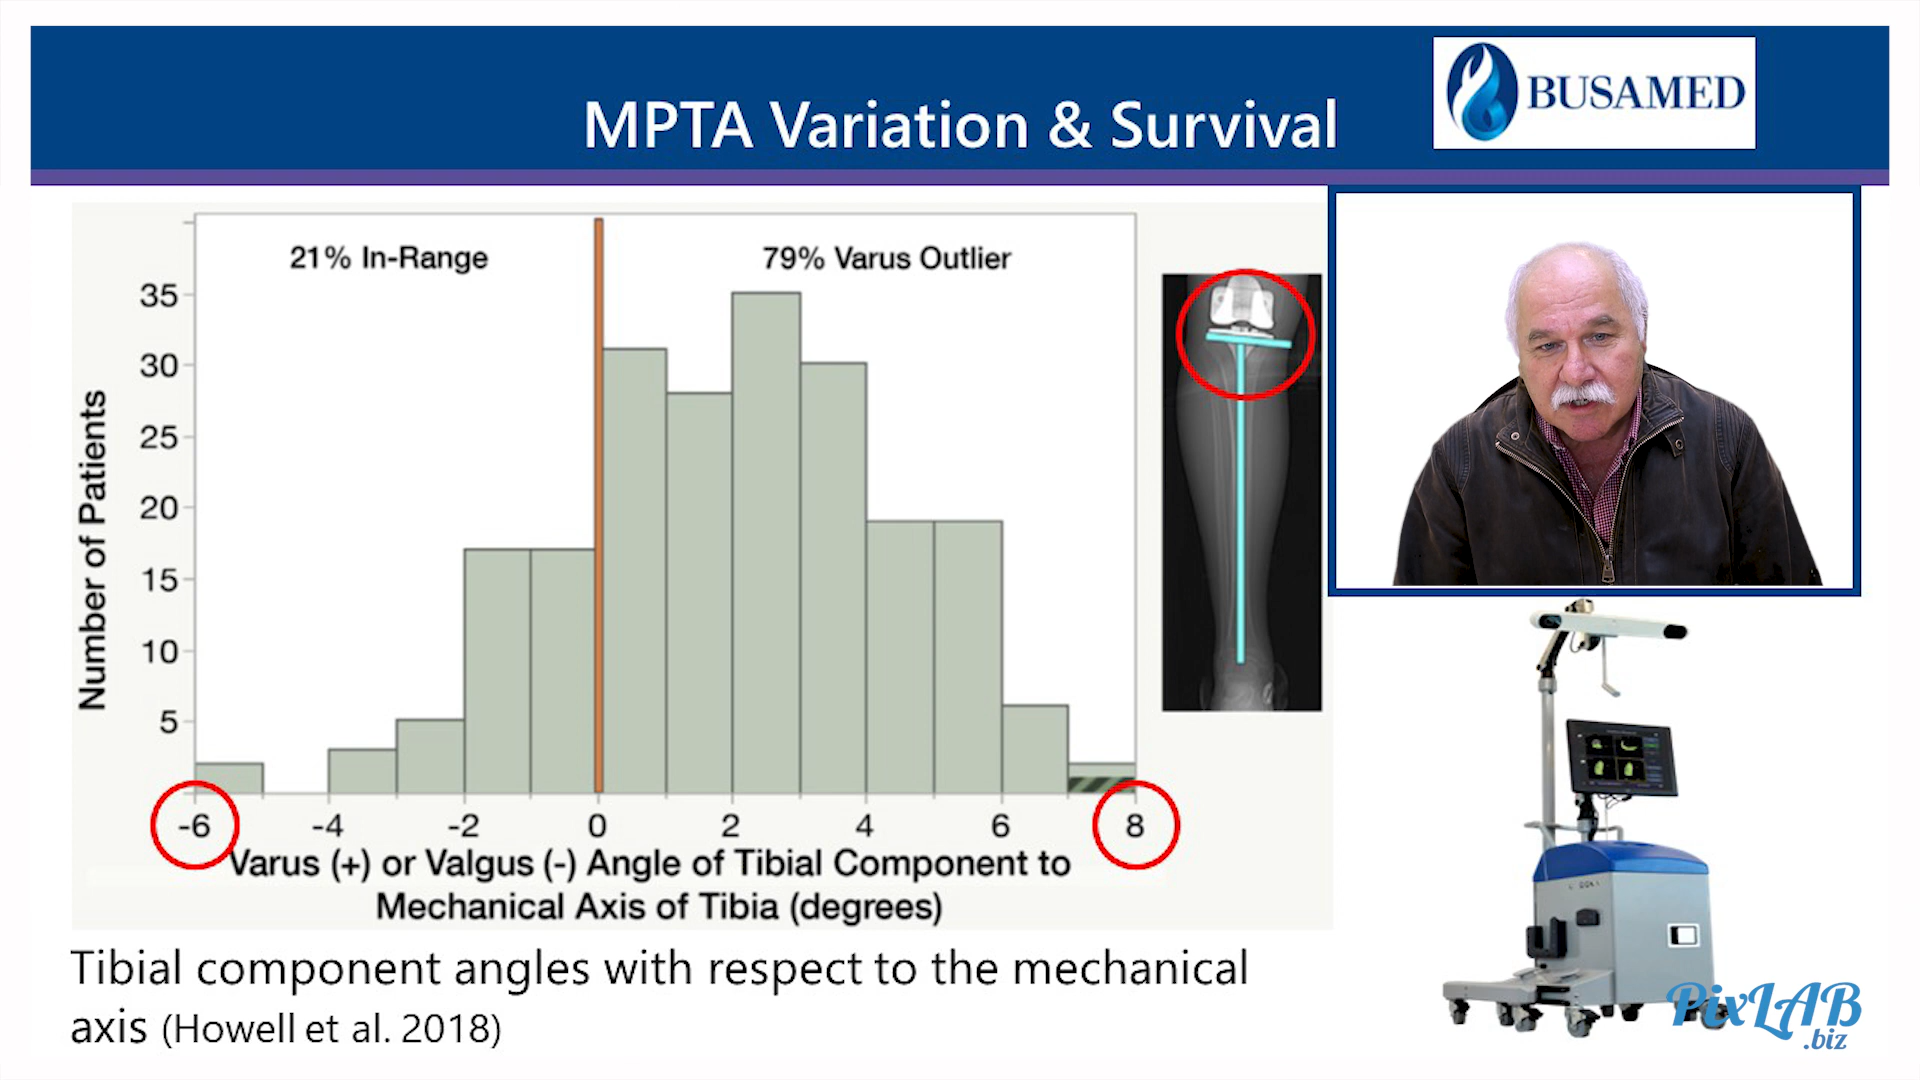 MPTA Variation & Survival
BUSAMED
21% In-Range
79% Varus Outlier
35
30
25
20
15
10
5
Number of Patients
-6
-4
-2
0
2
4
6
8
Varus (+) or Valgus (-) Angle of Tibial Component to
Mechanical Axis of Tibia (degrees)
Tibial component angles with respect to the mechanical
axis (Howell et al. 2018)
PixLAB
.biz